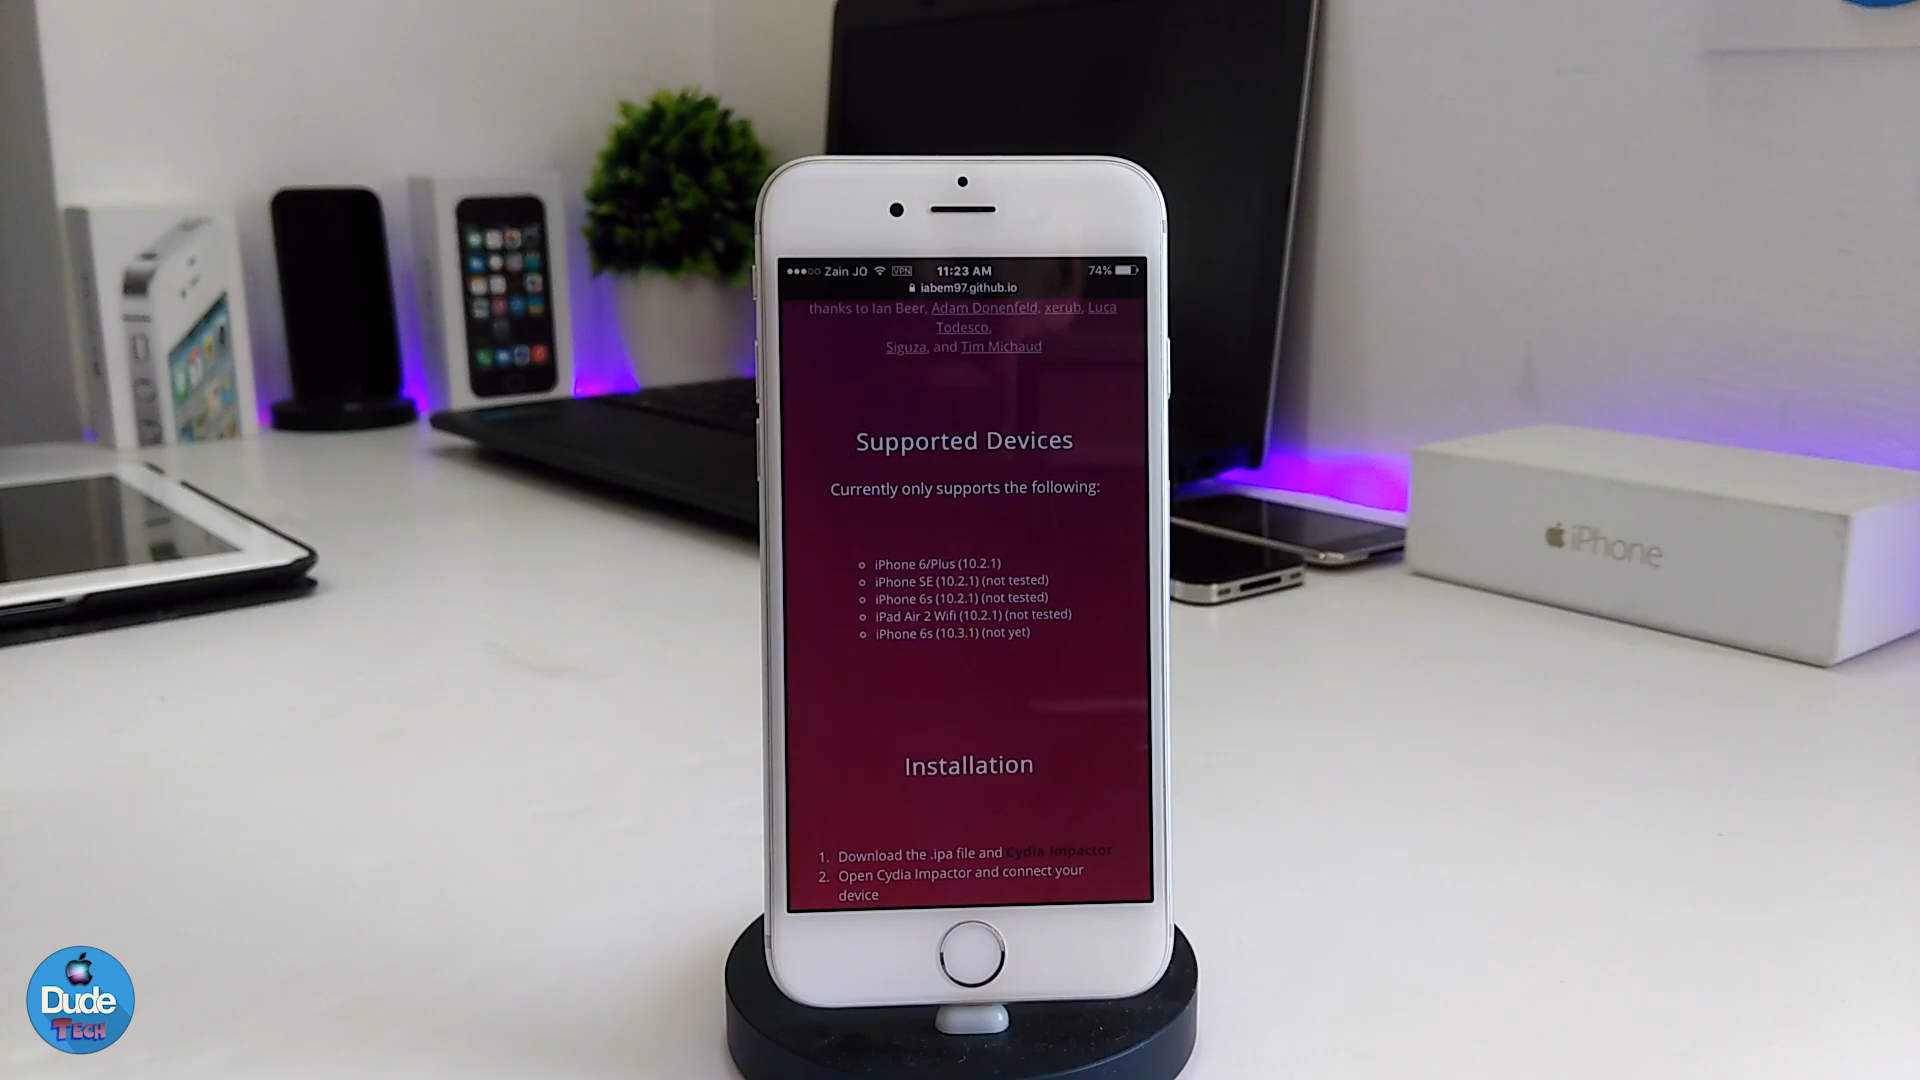 Zain JO VPN 11:23 AM 74%
iabem97.github.io
thanks to Ian Beer, Adam Donenfeld, xerub, Luca
Todesco,
Siguza, and Tim Michaud
Supported Devices
Currently only supports the following:
iPhone 6/Plus (10.2.1)
iPhone SE (10.2.1) (not tested)
iPhone 6s (10.2.1) (not tested)
iPad Air 2 Wifi (10.2.1) (not tested)
iPhone 6s (10.3.1) (not yet)
Installation
1. Download the .ipa file and Cydia Impactor
2. Open Cydia Impactor and connect your
device
iPhone
Dude
TECH